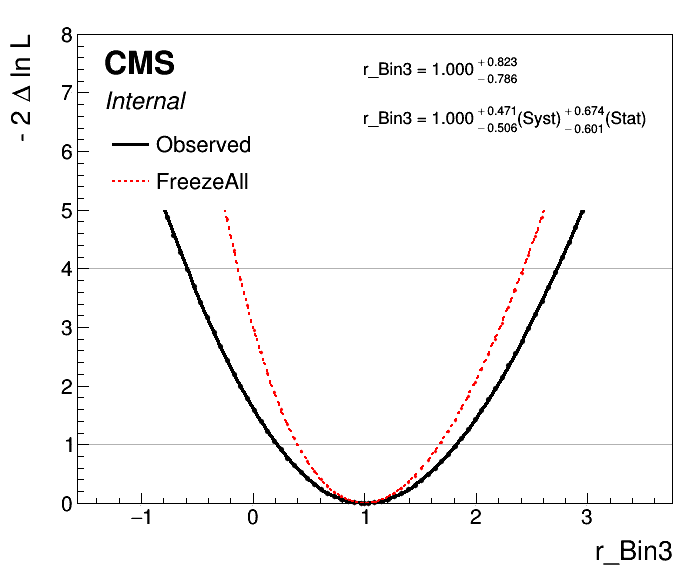 - 2 Δ ln L
8
7
6
5
4
3
2
1
0
CMS
Internal
Observed
FreezeAll
r_Bin3 = 1.000 +0.823 −0.786
r_Bin3 = 1.000 +0.471 −0.506 (Syst) +0.674 −0.601 (Stat)
−1 0 1 2 3
r_Bin3